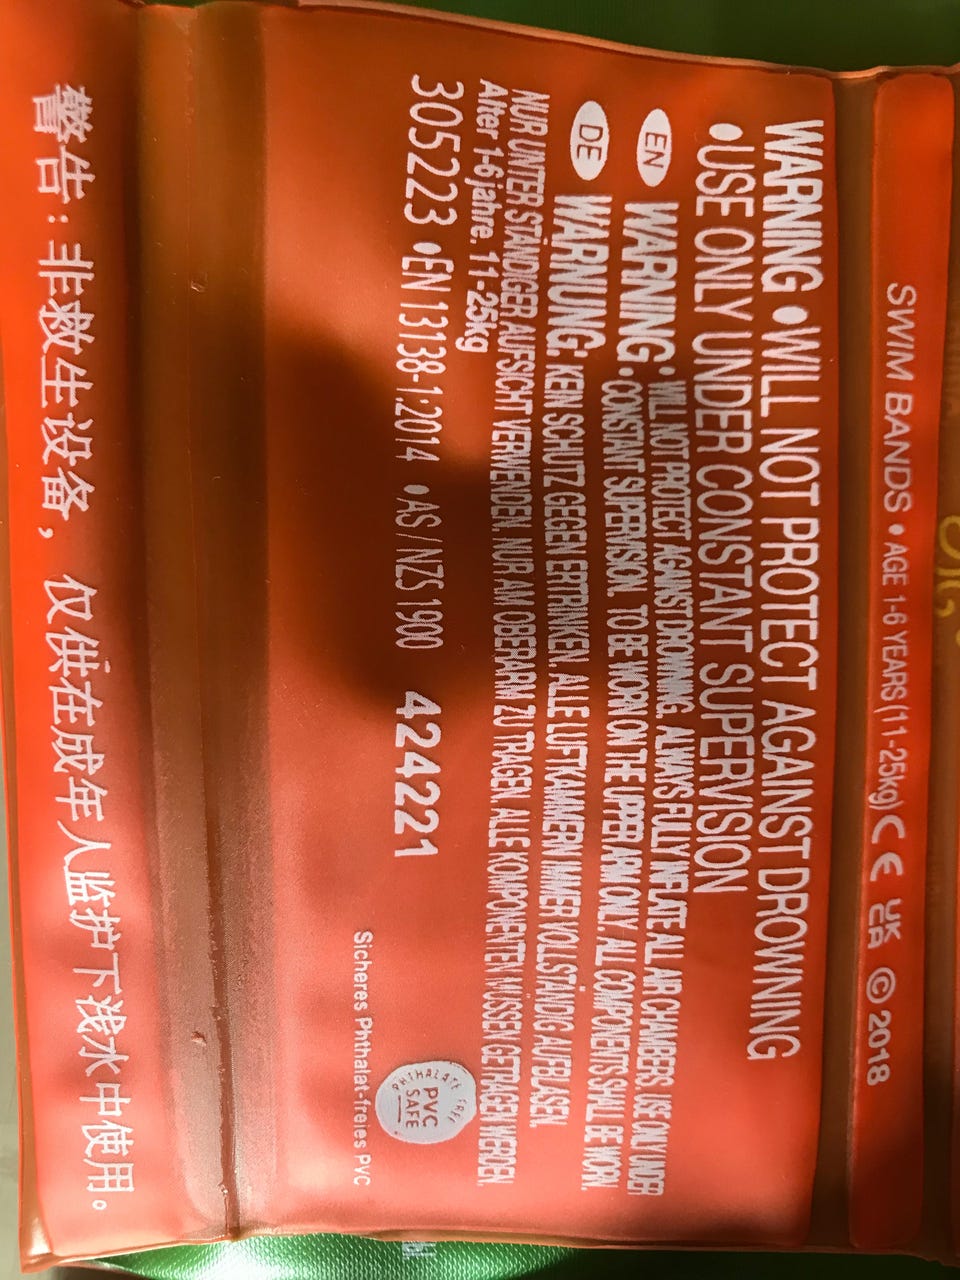 SWIM BANDS • AGE 1-6 YEARS (11-25kg) CE UK CA © 2018
WARNING •WILL NOT PROTECT AGAINST DROWNING
•USE ONLY UNDER CONSTANT SUPERVISION
EN WARNING • WILL NOT PROTECT AGAINST DROWNING. ALWAYS FULLY INFLATE ALL AIR CHAMBERS. USE ONLY UNDER
• CONSTANT SUPERVISION. TO BE WORN ON THE UPPER ARM ONLY. ALL COMPONENTS SHALL BE WORN.
DE WARNUNG: KEIN SCHUTZ GEGEN ERTRINKEN. ALLE LUFTKAMMERN IMMER VOLLSTÄNDIG AUFBLASEN.
NUR UNTER STÄNDIGER AUFSICHT VERWENDEN. NUR AM OBERARM ZU TRAGEN. ALLE KOMPONENTEN MÜSSEN GETRAGEN WERDEN.
Alter 1-6 jahre. 11-25kg
305223 •EN 13138-1:2014 •AS / NZS 1900 424221
PHTHALATE FREE
PVC
SAFE
Sicheres Phthalat-freies PVC
警告：非救生设备，仅供在成年人监护下浅水中使用。